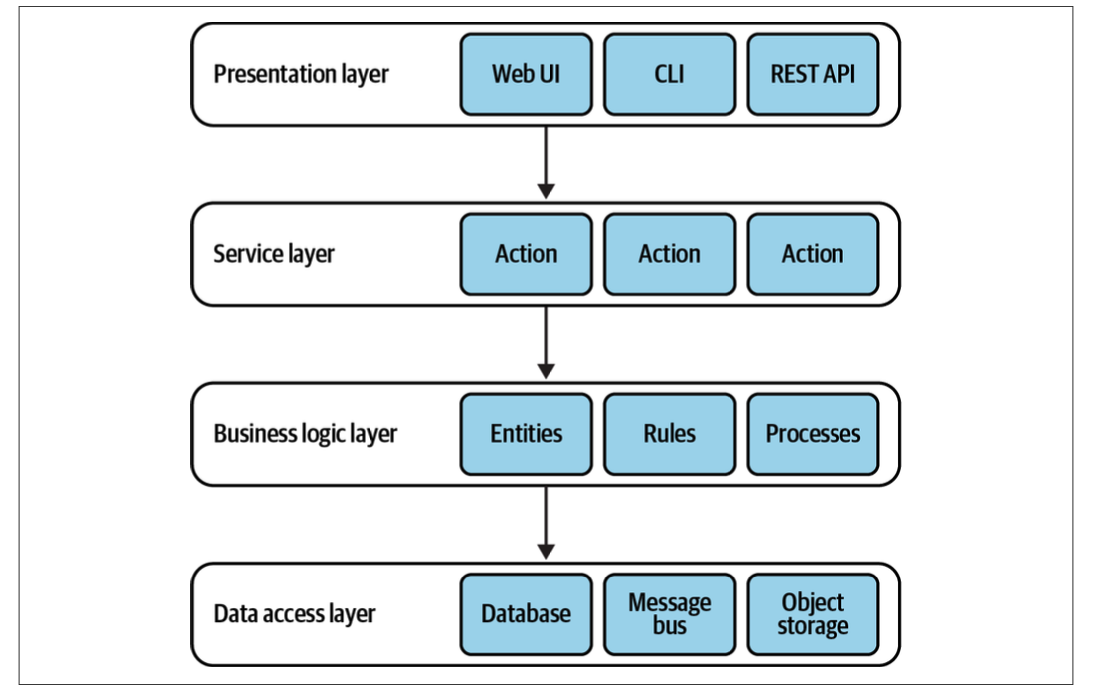 Presentation layer
Web UI
CLI
REST API
Service layer
Action
Action
Action
Business logic layer
Entities
Rules
Processes
Data access layer
Database
Message
bus
Object
storage